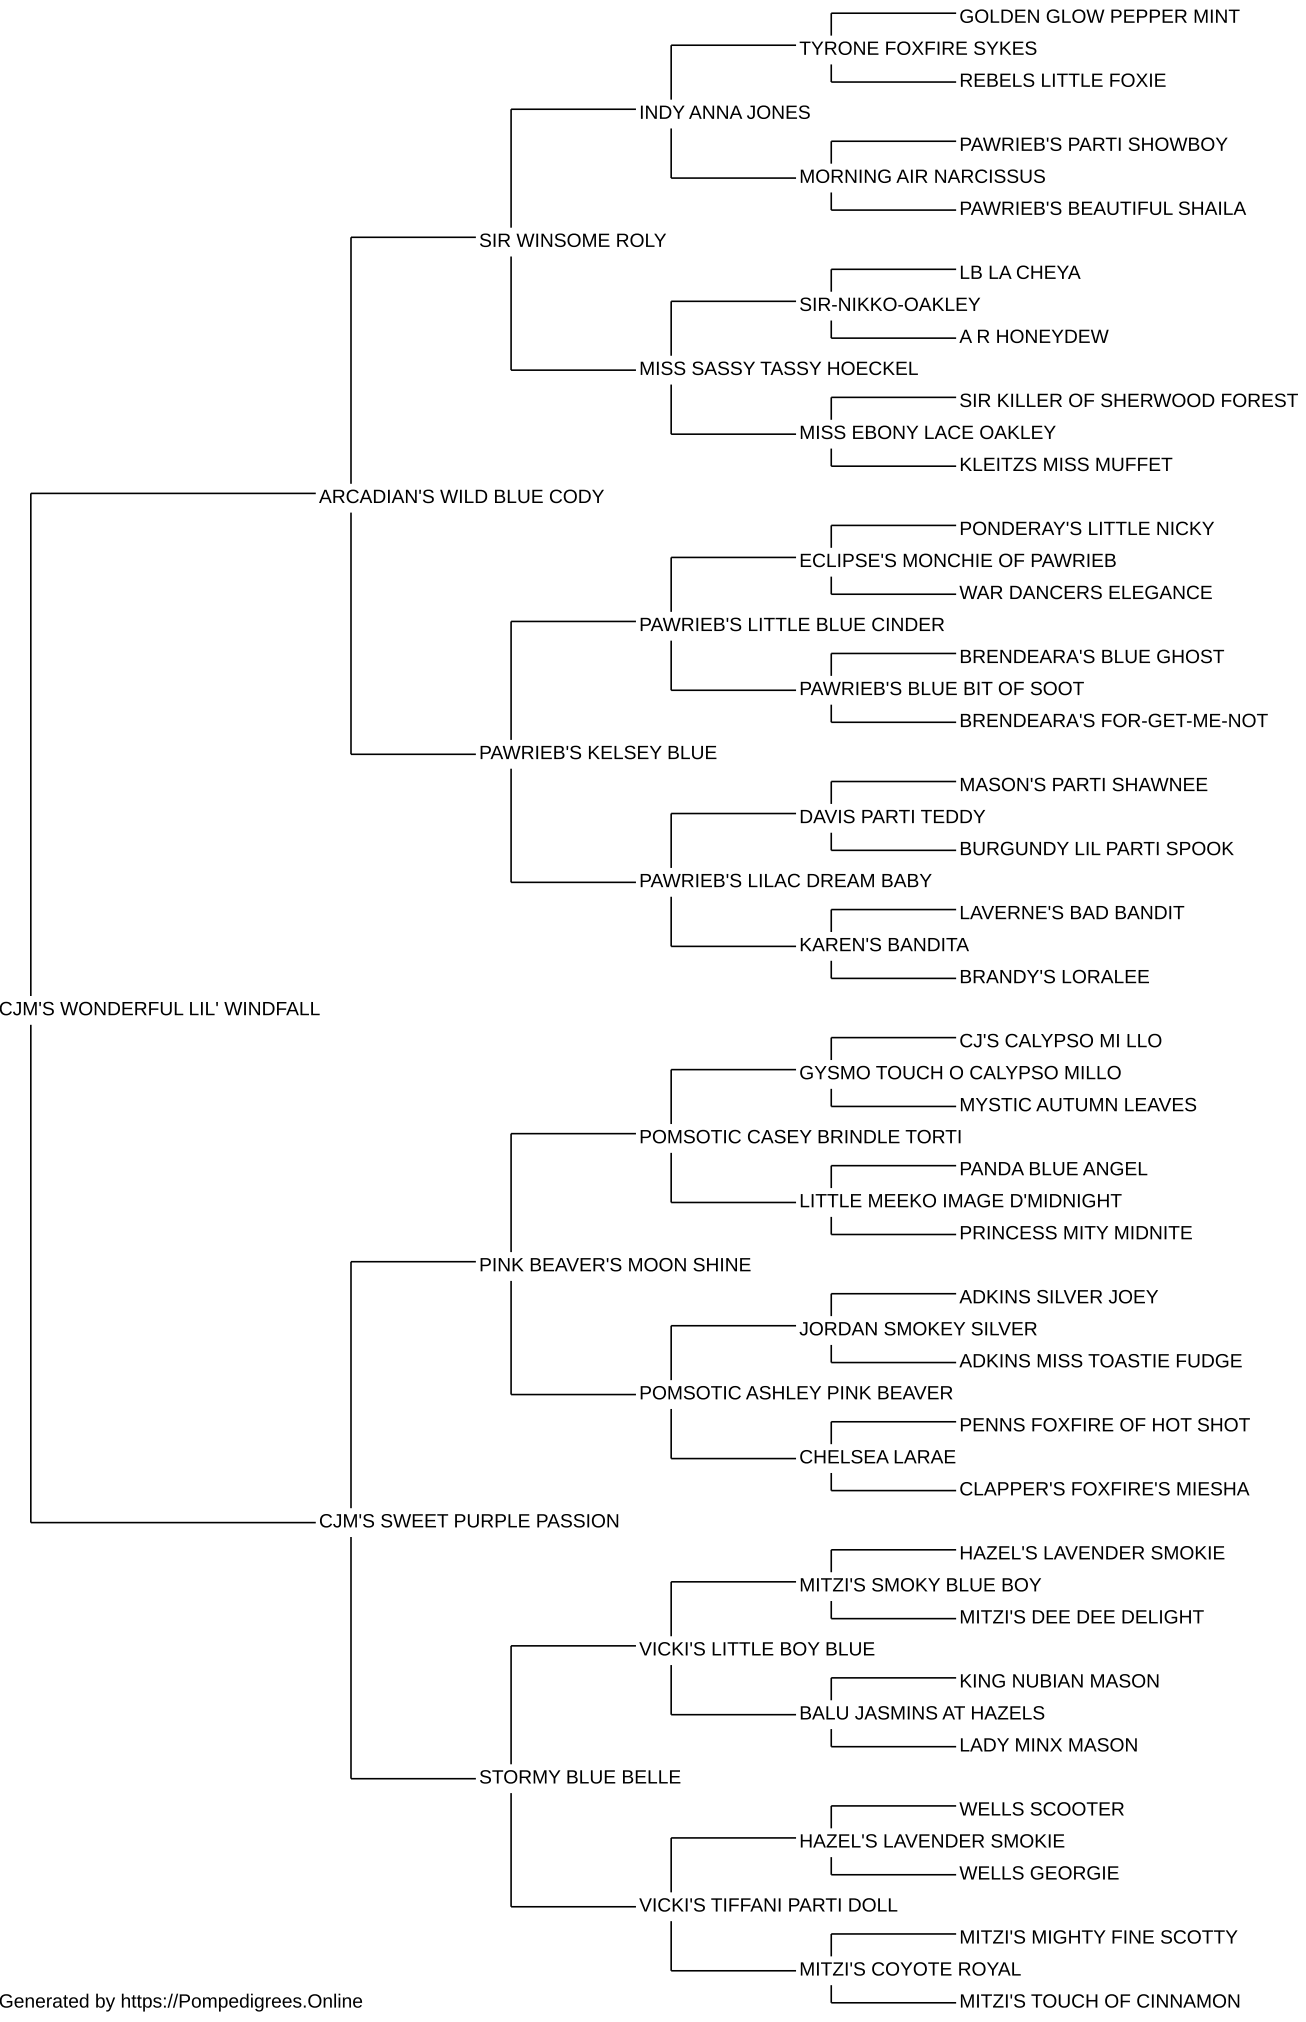 GOLDEN GLOW PEPPER MINT
TYRONE FOXFIRE SYKES
REBELS LITTLE FOXIE
INDY ANNA JONES
PAWRIEB'S PARTI SHOWBOY
MORNING AIR NARCISSUS
PAWRIEB'S BEAUTIFUL SHAILA
SIR WINSOME ROLY
LB LA CHEYA
SIR-NIKKO-OAKLEY
A R HONEYDEW
MISS SASSY TASSY HOECKEL
SIR KILLER OF SHERWOOD FOREST
MISS EBONY LACE OAKLEY
KLEITZS MISS MUFFET
ARCADIAN'S WILD BLUE CODY
PONDERAY'S LITTLE NICKY
ECLIPSE'S MONCHIE OF PAWRIEB
WAR DANCERS ELEGANCE
PAWRIEB'S LITTLE BLUE CINDER
BRENDEARA'S BLUE GHOST
PAWRIEB'S BLUE BIT OF SOOT
BRENDEARA'S FOR-GET-ME-NOT
PAWRIEB'S KELSEY BLUE
MASON'S PARTI SHAWNEE
DAVIS PARTI TEDDY
BURGUNDY LIL PARTI SPOOK
PAWRIEB'S LILAC DREAM BABY
LAVERNE'S BAD BANDIT
KAREN'S BANDITA
BRANDY'S LORALEE
CJM'S WONDERFUL LIL' WINDFALL
CJ'S CALYPSO MI LLO
GYSMO TOUCH O CALYPSO MILLO
MYSTIC AUTUMN LEAVES
POMSOTIC CASEY BRINDLE TORTI
PANDA BLUE ANGEL
LITTLE MEEKO IMAGE D'MIDNIGHT
PRINCESS MITY MIDNITE
PINK BEAVER'S MOON SHINE
ADKINS SILVER JOEY
JORDAN SMOKEY SILVER
ADKINS MISS TOASTIE FUDGE
POMSOTIC ASHLEY PINK BEAVER
PENNS FOXFIRE OF HOT SHOT
CHELSEA LARAE
CLAPPER'S FOXFIRE'S MIESHA
CJM'S SWEET PURPLE PASSION
HAZEL'S LAVENDER SMOKIE
MITZI'S SMOKY BLUE BOY
MITZI'S DEE DEE DELIGHT
VICKI'S LITTLE BOY BLUE
KING NUBIAN MASON
BALU JASMINS AT HAZELS
LADY MINX MASON
STORMY BLUE BELLE
WELLS SCOOTER
HAZEL'S LAVENDER SMOKIE
WELLS GEORGIE
VICKI'S TIFFANI PARTI DOLL
MITZI'S MIGHTY FINE SCOTTY
MITZI'S COYOTE ROYAL
MITZI'S TOUCH OF CINNAMON
Generated by https://Pompedigrees.Online